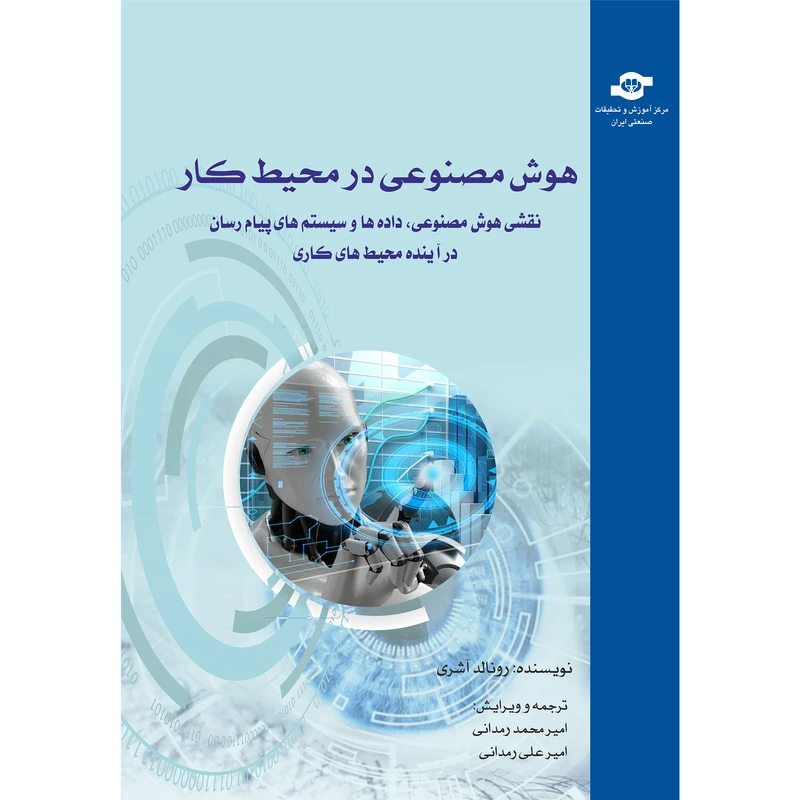 مرکز آموزش و تحقیقات
صنعتی ایران
هوش مصنوعی در محیط کار
نقشی هوش مصنوعی، داده ها و سیستم های پیام رسان
در آینده محیط های کاری
نویسنده: رونالد آشری
ترجمه و ویرایش:
امیر محمد رمدانی
امیر علی رمدانی